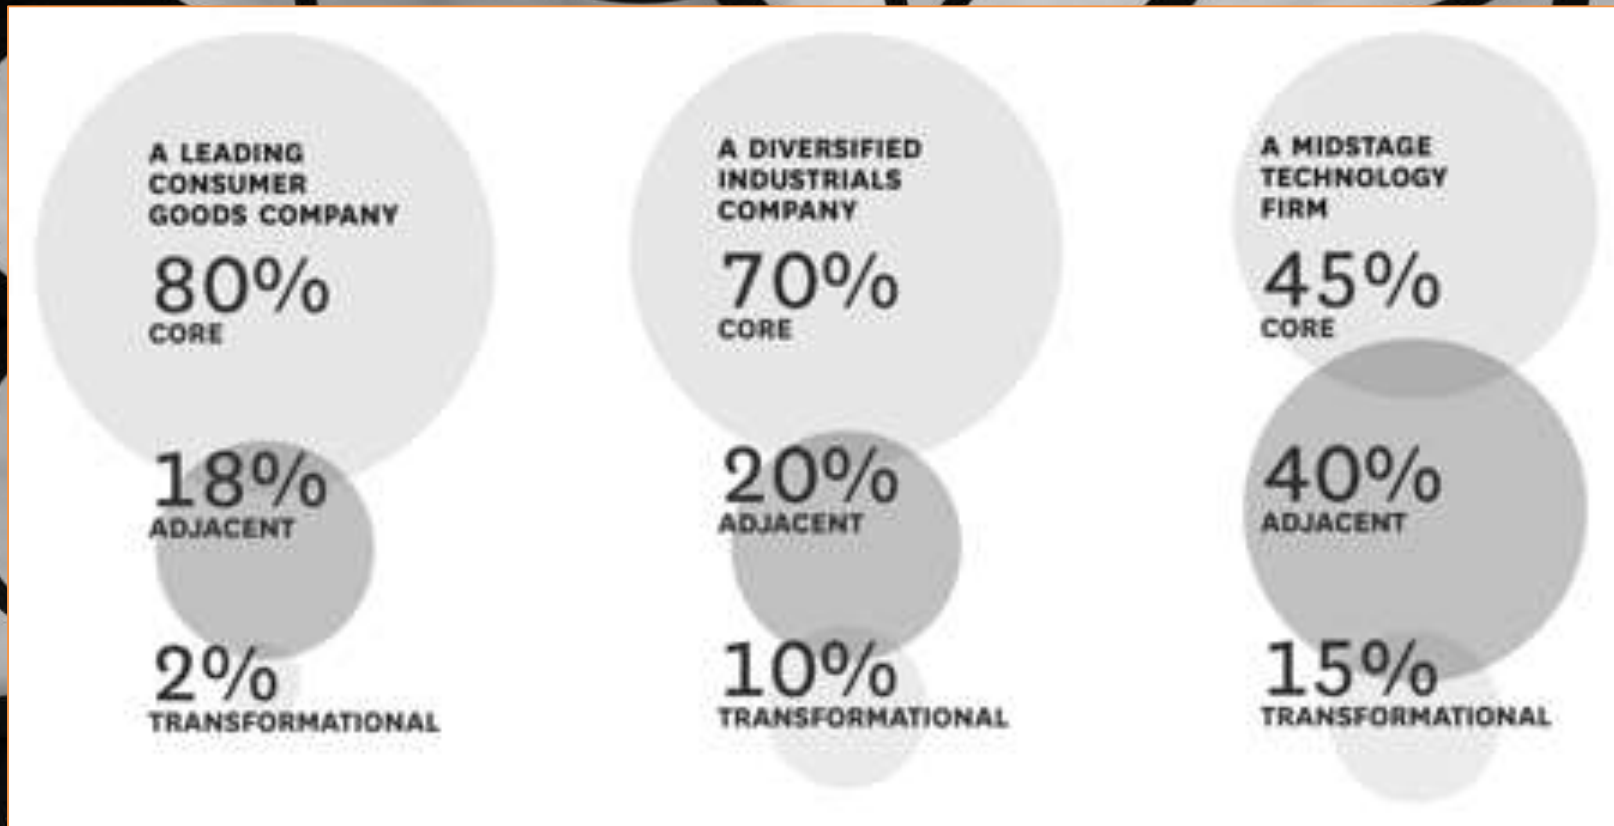 A LEADING
CONSUMER
GOODS COMPANY
80%
CORE
18%
ADJACENT
2%
TRANSFORMATIONAL
A DIVERSIFIED
INDUSTRIALS
COMPANY
70%
CORE
20%
ADJACENT
10%
TRANSFORMATIONAL
A MIDSTAGE
TECHNOLOGY
FIRM
45%
CORE
40%
ADJACENT
15%
TRANSFORMATIONAL